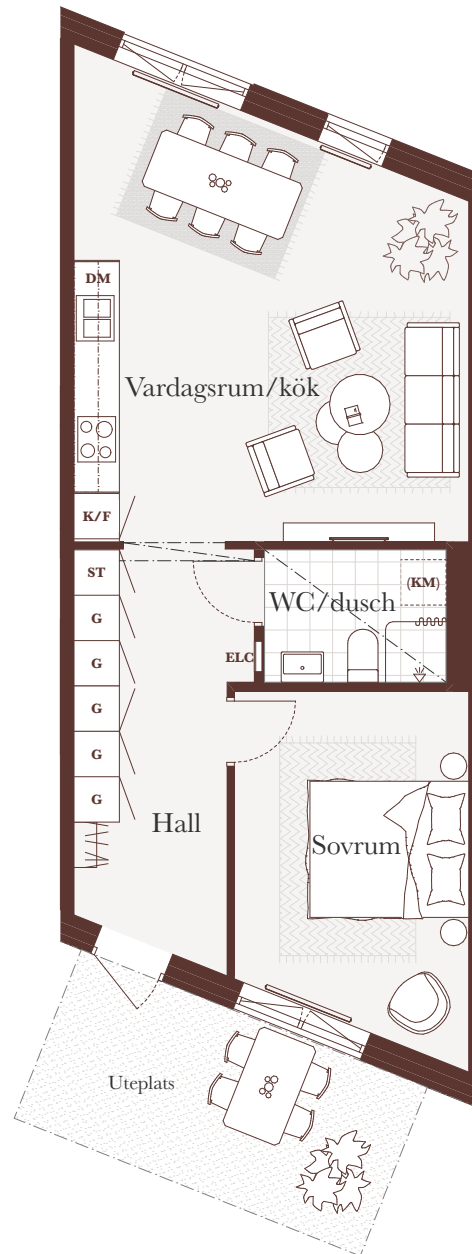 DM
Vardagsrum/kök
K/F
ST
WC/dusch
(KM)
G
G
ELC
G
G
G
Hall
Sovrum
Uteplats